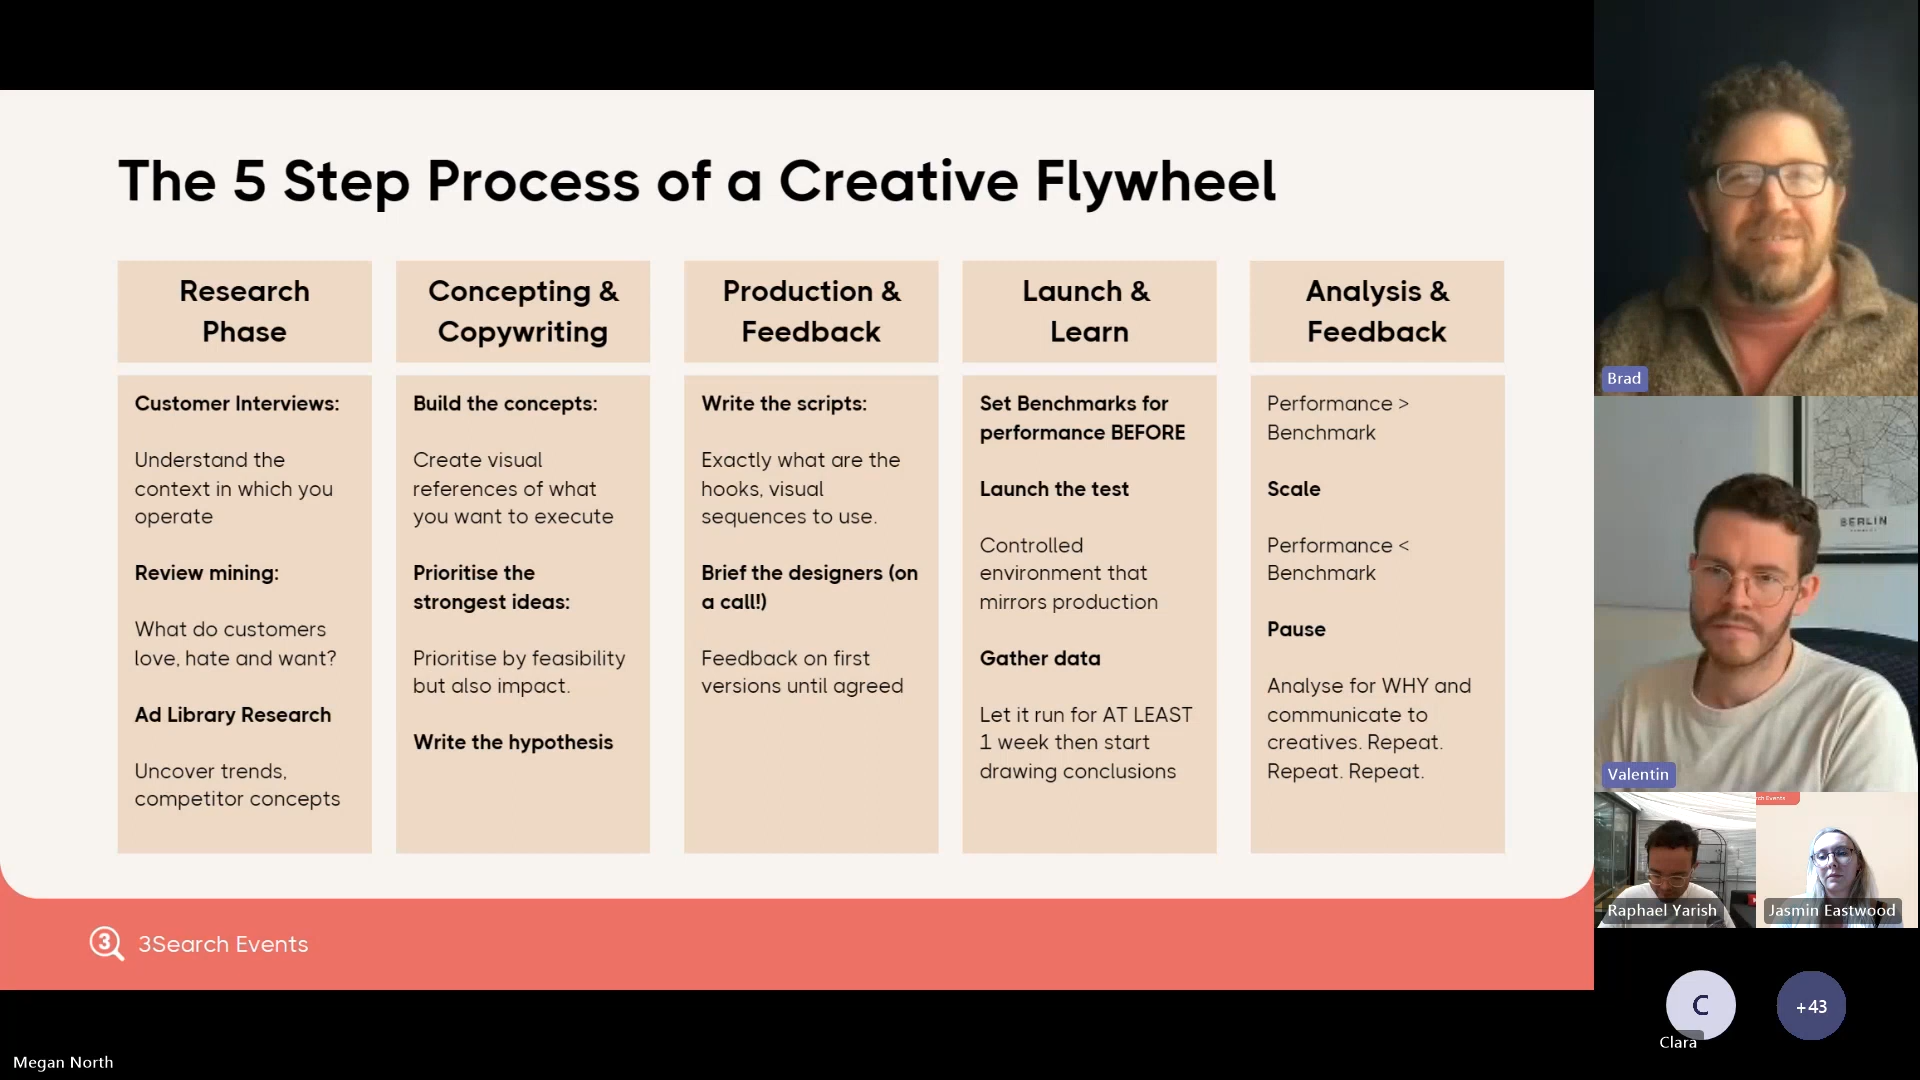 The 5 Step Process of a Creative Flywheel
Research
Phase
Customer Interviews:
Understand the
context in which you
operate
Review mining:
What do customers
love, hate and want?
Ad Library Research
Uncover trends,
competitor concepts
Concepting &
Copywriting
Build the concepts:
Create visual
references of what
you want to execute
Prioritise the
strongest ideas:
Prioritise by feasibility
but also impact.
Write the hypothesis
Production &
Feedback
Write the scripts:
Exactly what are the
hooks, visual
sequences to use.
Brief the designers (on
a call!)
Feedback on first
versions until agreed
Launch &
Learn
Set Benchmarks for
performance BEFORE
Launch the test
Controlled
environment that
mirrors production
Gather data
Let it run for AT LEAST
1 week then start
drawing conclusions
Analysis &
Feedback
Performance >
Benchmark
Scale
Performance <
Benchmark
Pause
Analyse for WHY and
communicate to
creatives. Repeat.
Repeat. Repeat.
3
3Search Events
Megan North
Brad
BERLIN
Valentin
Raphael Yarish
Events
Jasmin Eastwood
C
Clara
+43